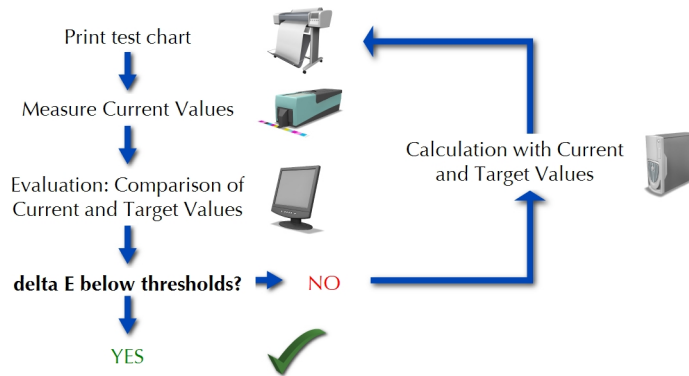 Print test chart
Measure Current Values
Evaluation: Comparison of
Current and Target Values
delta E below thresholds?
NO
YES
Calculation with Current
and Target Values